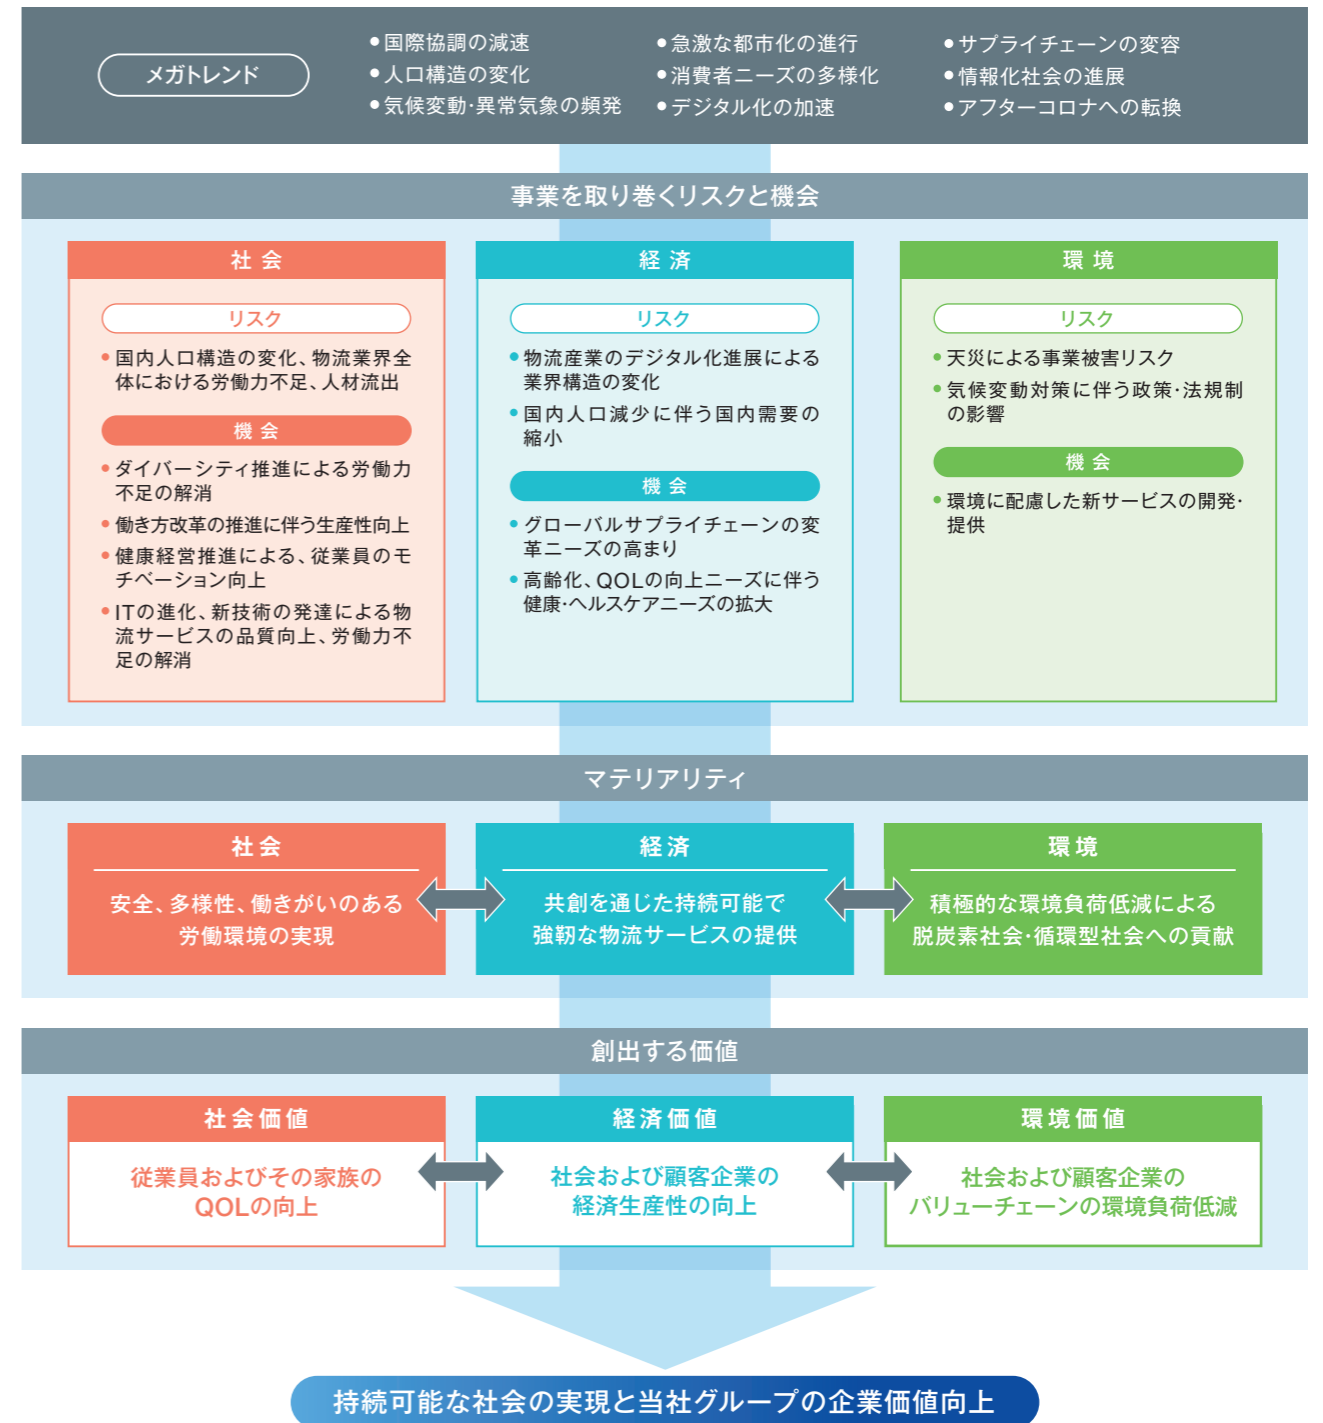 メガトレンド
●国際協調の減速
●人口構造の変化
●気候変動・異常気象の頻発
●急激な都市化の進行
●消費者ニーズの多様化
●デジタル化の加速
●サプライチェーンの変容
●情報化社会の進展
●アフターコロナへの転換
事業を取り巻くリスクと機会
社会
リスク
●国内人口構造の変化、物流業界全
体における労働力不足、人材流出
機会
●ダイバーシティ推進による労働力
不足の解消
●働き方改革の推進に伴う生産性向上
●健康経営推進による、従業員のモ
チベーション向上
●ITの進化、新技術の発達による物
流サービスの品質向上、労働力不
足の解消
経済
リスク
●物流産業のデジタル化進展による
業界構造の変化
●国内人口減少に伴う国内需要の
縮小
機会
●グローバルサプライチェーンの変
革ニーズの高まり
●高齢化、QOLの向上ニーズに伴う
健康・ヘルスケアニーズの拡大
環境
リスク
●天災による事業被害リスク
●気候変動対策に伴う政策・法規制
の影響
機会
●環境に配慮した新サービスの開発・
提供
マテリアリティ
社会
安全、多様性、働きがいのある
労働環境の実現
経済
共創を通じた持続可能で
強靭な物流サービスの提供
環境
積極的な環境負荷低減による
脱炭素社会・循環型社会への貢献
創出する価値
社会価値
従業員およびその家族の
QOLの向上
経済価値
社会および顧客企業の
経済生産性の向上
環境価値
社会および顧客企業の
バリューチェーンの環境負荷低減
持続可能な社会の実現と当社グループの企業価値向上